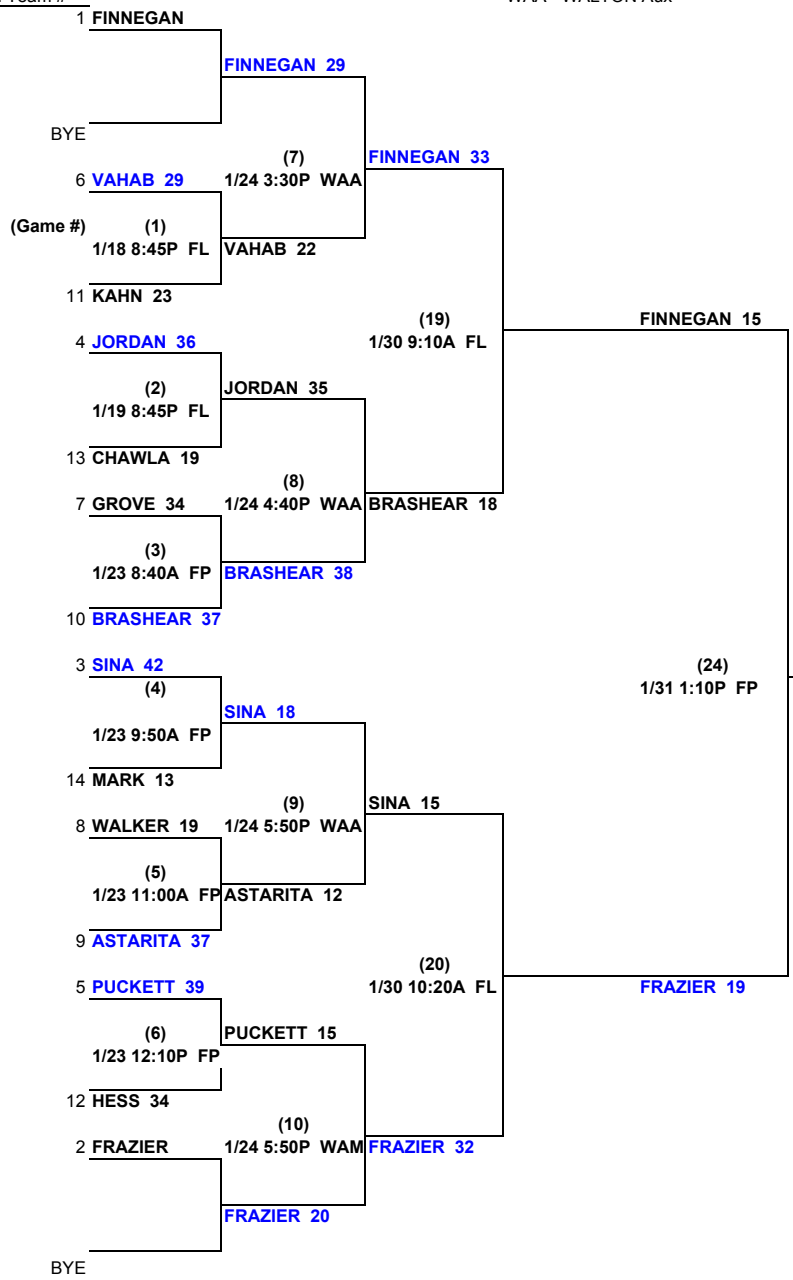 1 FINNEGAN
FINNEGAN 29
BYE
(7)
FINNEGAN 33
6 VAHAB 29
1/24 3:30P WAA
(Game #) (1)
1/18 8:45P FL
VAHAB 22
11 KAHN 23
(19)
FINNEGAN 15
4 JORDAN 36
1/30 9:10A FL
(2)
JORDAN 35
1/19 8:45P FL
13 CHAWLA 19
(8)
7 GROVE 34
1/24 4:40P WAA
BRASHEAR 18
(3)
1/23 8:40A FP
BRASHEAR 38
10 BRASHEAR 37
3 SINA 42
(24)
(4)
1/31 1:10P FP
SINA 18
1/23 9:50A FP
14 MARK 13
(9)
SINA 15
8 WALKER 19
1/24 5:50P WAA
(5)
1/23 11:00A FP
ASTARITA 12
9 ASTARITA 37
(20)
5 PUCKETT 39
1/30 10:20A FL
FRAZIER 19
(6)
PUCKETT 15
1/23 12:10P FP
12 HESS 34
(10)
2 FRAZIER
1/24 5:50P WAM
FRAZIER 32
FRAZIER 20
BYE